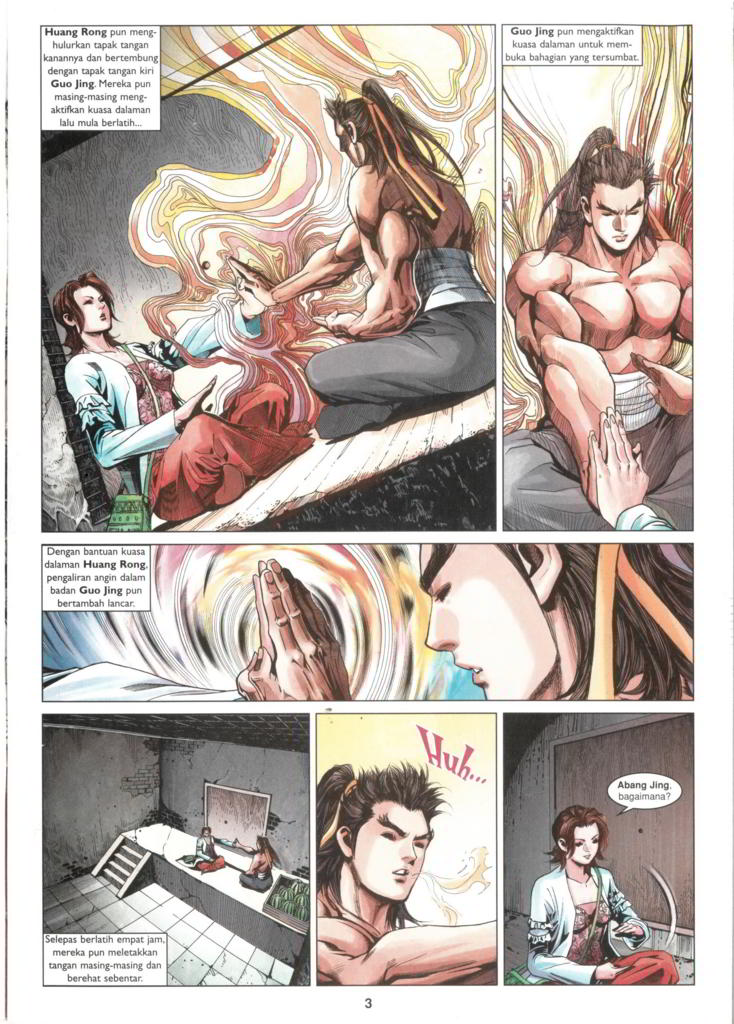 Huang Rong pun meng-
hulurkan tapak tangan
kanannya dan bertembung
dengan tapak tangan kiri
Guo Jing. Mereka pun
masing-masing meng-
aktifkan kuasa dalaman
lalu mula berlatih...
Guo Jing pun mengaktifkan
kuasa dalaman untuk mem-
buka bahagian yang tersumbat.
Dengan bantuan kuasa
dalaman Huang Rong,
pengaliran angin dalam
badan Guo Jing pun
bertambah lancar.
Selepas berlatih empat jam,
mereka pun meletakkan
tangan masing-masing dan
berehat sebentar.
Huh...
Abang Jing,
bagaimana?
3